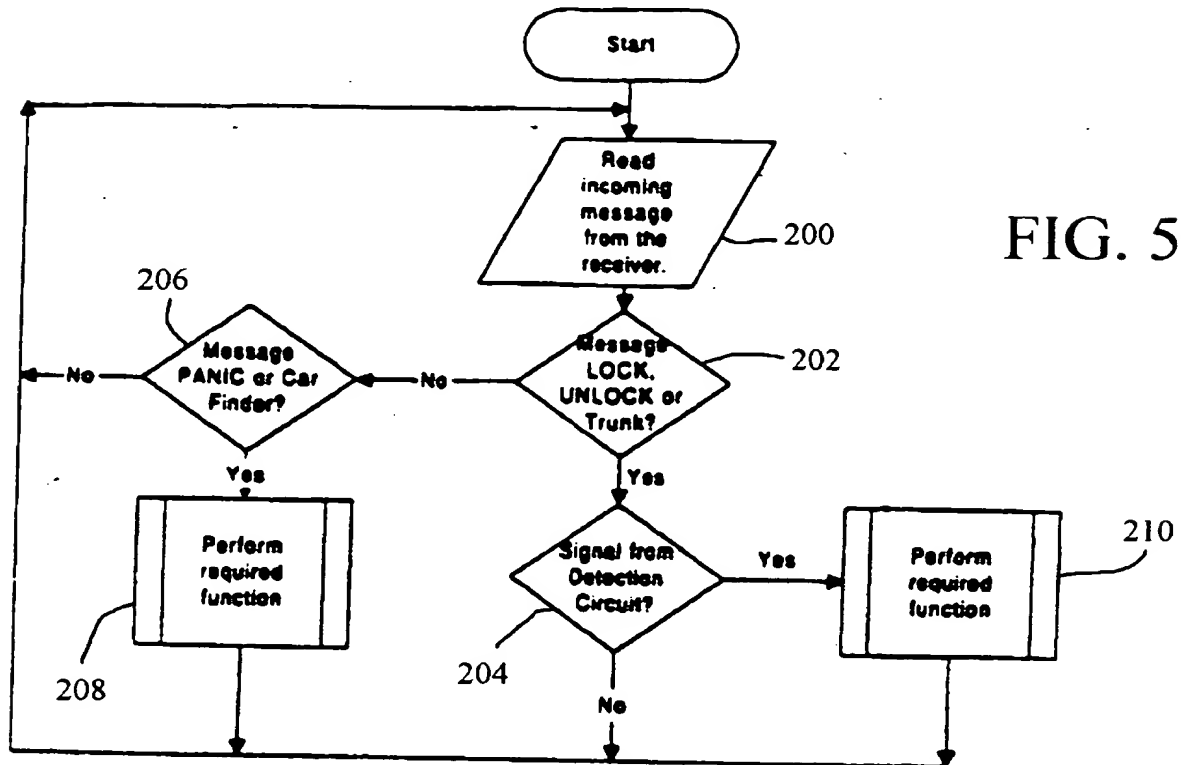 Start
Read
incoming
message
from the
receiver.
200
FIG. 5
206
Message
PANIC or Car
Finder?
No
No
Message
LOCK,
UNLOCK or
Trunk?
202
Yes
Yes
Perform
required
function
208
Signal from
Detection
Circuit?
204
Yes
Perform
required
function
210
No